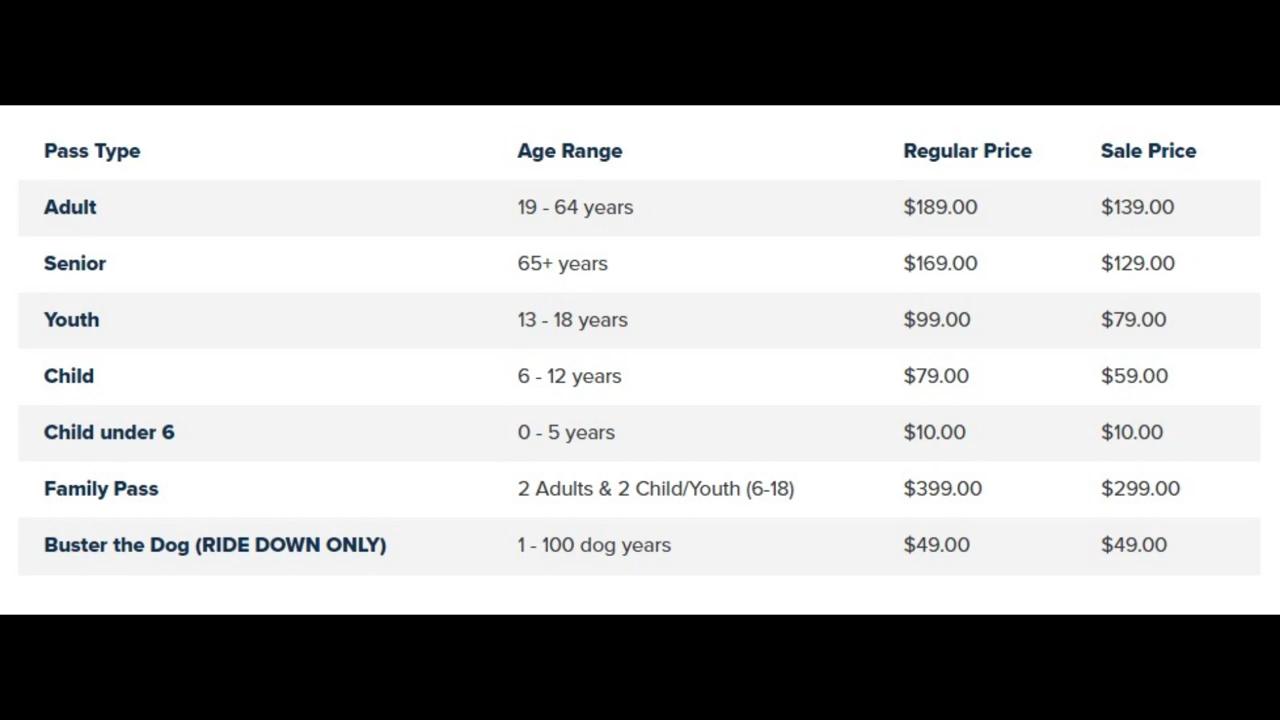 Pass Type Age Range Regular Price Sale Price
Adult 19 - 64 years $189.00 $139.00
Senior 65+ years $169.00 $129.00
Youth 13 - 18 years $99.00 $79.00
Child 6 - 12 years $79.00 $59.00
Child under 6 0 - 5 years $10.00 $10.00
Family Pass 2 Adults & 2 Child/Youth (6-18) $399.00 $299.00
Buster the Dog (RIDE DOWN ONLY) 1 - 100 dog years $49.00 $49.00